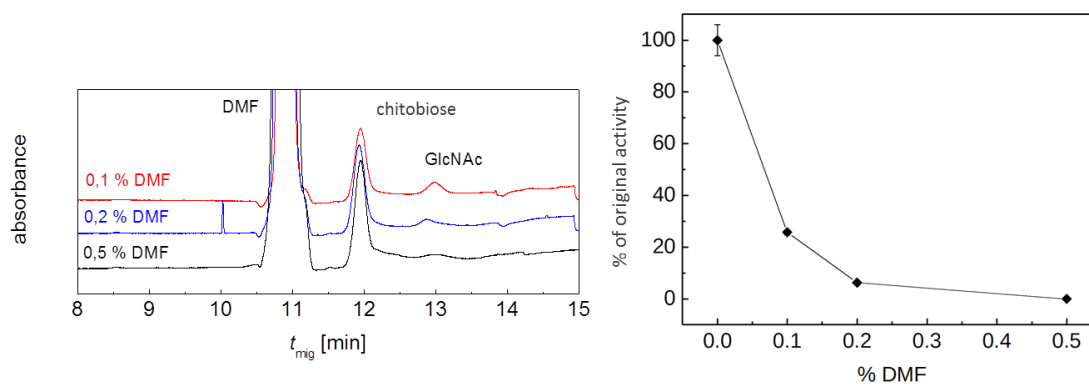 absorbance
DMF
chitobiose
GlcNAc
0,1 % DMF
0,2 % DMF
0,5 % DMF
8 9 10 11 12 13 14 15
t mig [min]
% of original activity
100
80
60
40
20
0
0.0 0.1 0.2 0.3 0.4 0.5
% DMF